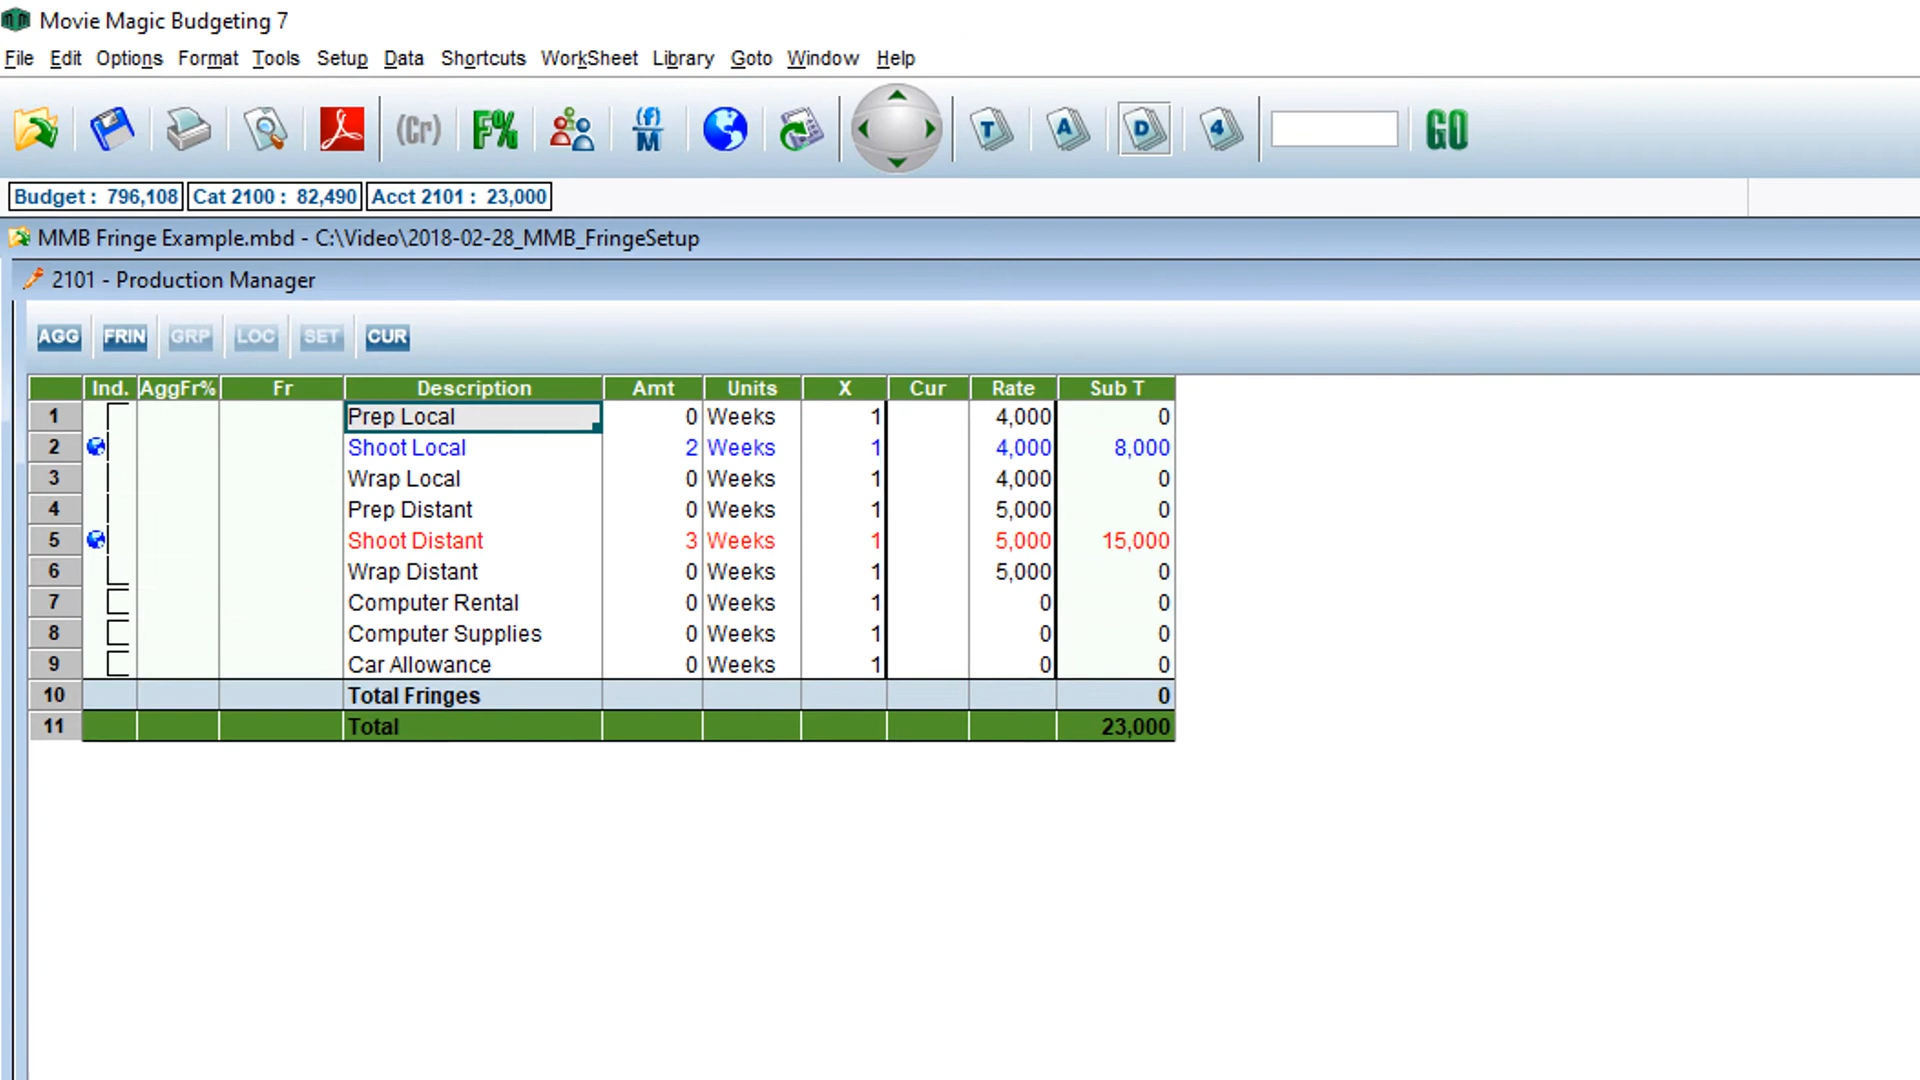 Movie Magic Budgeting 7
File Edit Options Format Tools Setup Data Shortcuts WorkSheet Library Goto Window Help
(Cr) F% (f) M T A D 4 GO
Budget : 796,108 Cat 2100 : 82,490 Acct 2101 : 23,000
MMB Fringe Example.mbd - C:\Video\2018-02-28_MMB_FringeSetup
2101 - Production Manager
AGG FRIN GRP LOC SET CUR
Ind. AggFr% Fr Description Amt Units X Cur Rate Sub T
1 Prep Local 0 Weeks 1 4,000 0
2 Shoot Local 2 Weeks 1 4,000 8,000
3 Wrap Local 0 Weeks 1 4,000 0
4 Prep Distant 0 Weeks 1 5,000 0
5 Shoot Distant 3 Weeks 1 5,000 15,000
6 Wrap Distant 0 Weeks 1 5,000 0
7 Computer Rental 0 Weeks 1 0 0
8 Computer Supplies 0 Weeks 1 0 0
9 Car Allowance 0 Weeks 1 0 0
10 Total Fringes 0
11 Total 23,000